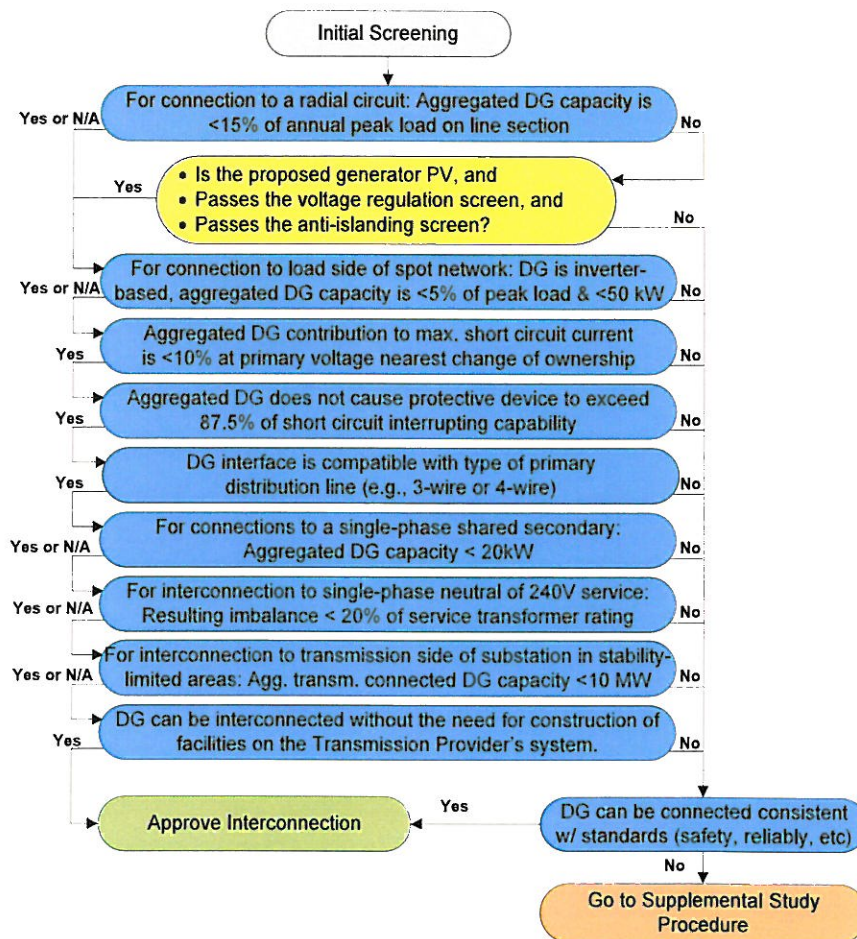 Initial Screening
For connection to a radial circuit: Aggregated DG capacity is
<15% of annual peak load on line section
Yes or N/A
No
• Is the proposed generator PV, and
• Passes the voltage regulation screen, and
• Passes the anti-islanding screen?
Yes
No
For connection to load side of spot network: DG is inverter-
based, aggregated DG capacity is <5% of peak load & <50 kW
Yes or N/A
No
Aggregated DG contribution to max. short circuit current
is <10% at primary voltage nearest change of ownership
Yes
No
Aggregated DG does not cause protective device to exceed
87.5% of short circuit interrupting capability
Yes
No
DG interface is compatible with type of primary
distribution line (e.g., 3-wire or 4-wire)
Yes
No
For connections to a single-phase shared secondary:
Aggregated DG capacity < 20kW
Yes or N/A
No
For interconnection to single-phase neutral of 240V service:
Resulting imbalance < 20% of service transformer rating
Yes or N/A
No
For interconnection to transmission side of substation in stability-
limited areas: Agg. transm. connected DG capacity <10 MW
Yes or N/A
No
DG can be interconnected without the need for construction of
facilities on the Transmission Provider's system.
Yes
No
Approve Interconnection
Yes
DG can be connected consistent
w/ standards (safety, reliably, etc)
No
Go to Supplemental Study
Procedure